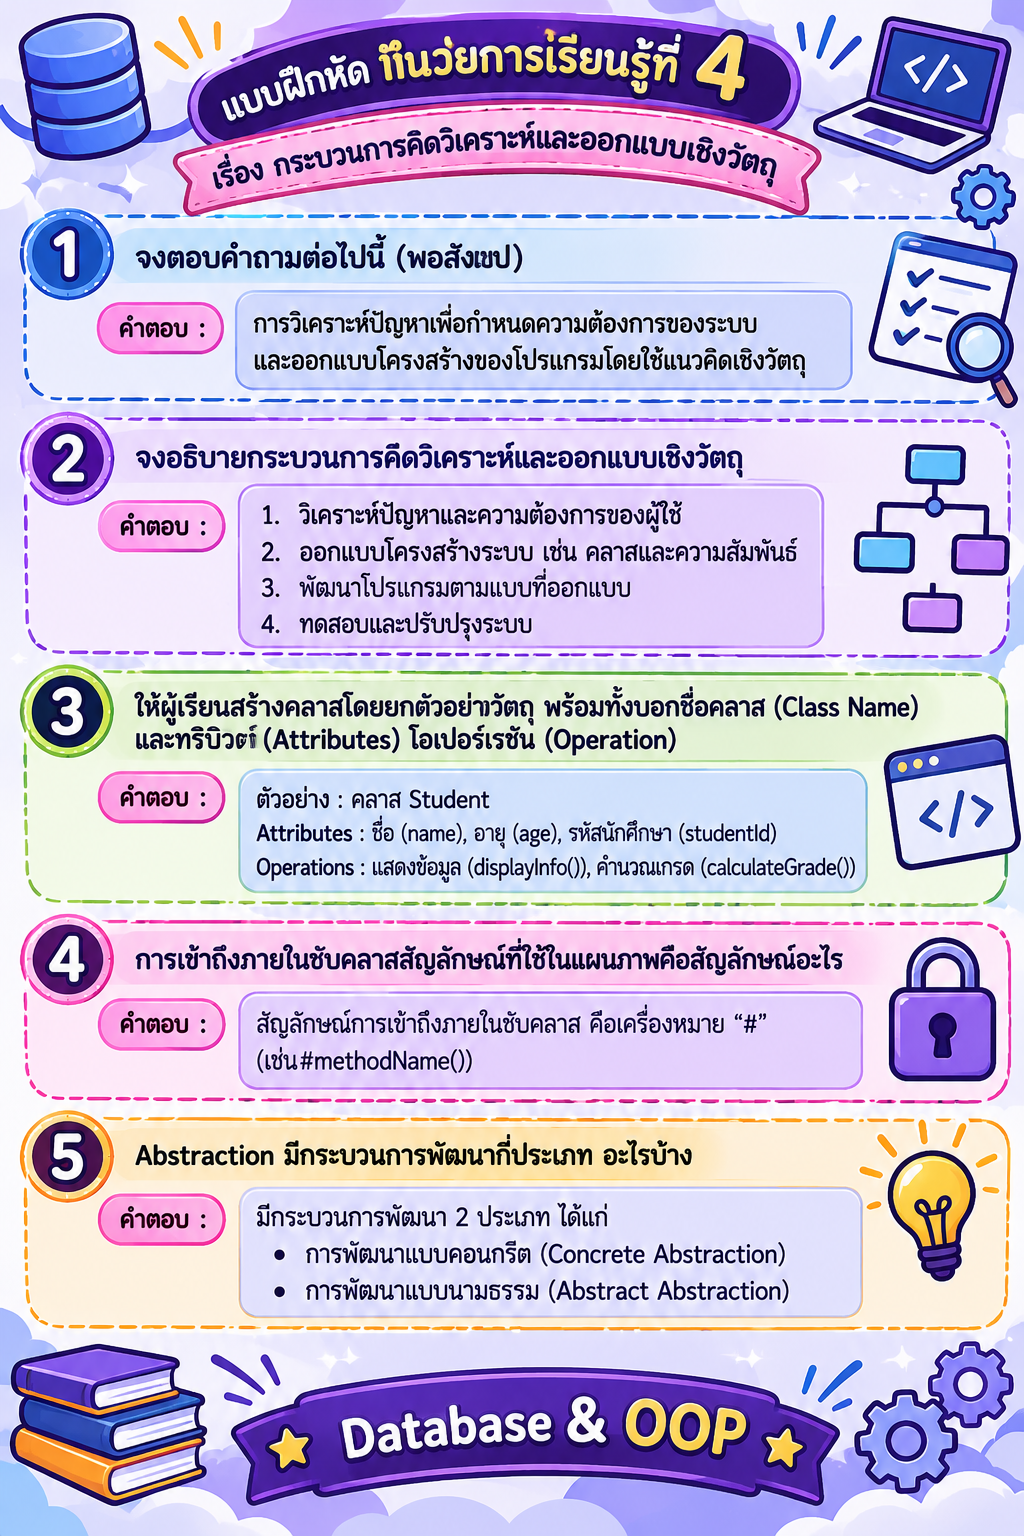 แบบฝึกหัด หน่วยการเรียนรู้ที่ 4
เรื่อง กระบวนการคิดวิเคราะห์และออกแบบเชิงวัตถุ
1 จงตอบคำถามต่อไปนี้ (พอสังเขป)
คำตอบ :
การวิเคราะห์ปัญหาเพื่อกำหนดความต้องการของระบบ
และออกแบบโครงสร้างของโปรแกรมโดยใช้แนวคิดเชิงวัตถุ
2 จงอธิบายกระบวนการคิดวิเคราะห์และออกแบบเชิงวัตถุ
คำตอบ :
1. วิเคราะห์ปัญหาและความต้องการของผู้ใช้
2. ออกแบบโครงสร้างระบบ เช่น คลาสและความสัมพันธ์
3. พัฒนาโปรแกรมตามแบบที่ออกแบบ
4. ทดสอบและปรับปรุงระบบ
3 ให้ผู้เรียนสร้างคลาสโดยยกตัวอย่างวัตถุ พร้อมทั้งบอกชื่อคลาส (Class Name)
และทริบิวต์ (Attributes) โอเปอร์เรชัน (Operation)
คำตอบ :
ตัวอย่าง : คลาส Student
Attributes : ชื่อ (name), อายุ (age), รหัสนักศึกษา (studentId)
Operations : แสดงข้อมูล (displayInfo()), คำนวณเกรด (calculateGrade())
</>
4 การเข้าถึงภายในซับคลาสสัญลักษณ์ที่ใช้ในแผนภาพคือสัญลักษณ์อะไร
คำตอบ :
สัญลักษณ์การเข้าถึงภายในซับคลาส คือเครื่องหมาย “#”
(เช่น #methodName())
5 Abstraction มีกระบวนการพัฒนากี่ประเภท อะไรบ้าง
คำตอบ :
มีกระบวนการพัฒนา 2 ประเภท ได้แก่
• การพัฒนาแบบคอนกรีต (Concrete Abstraction)
• การพัฒนาแบบนามธรรม (Abstract Abstraction)
Database & OOP